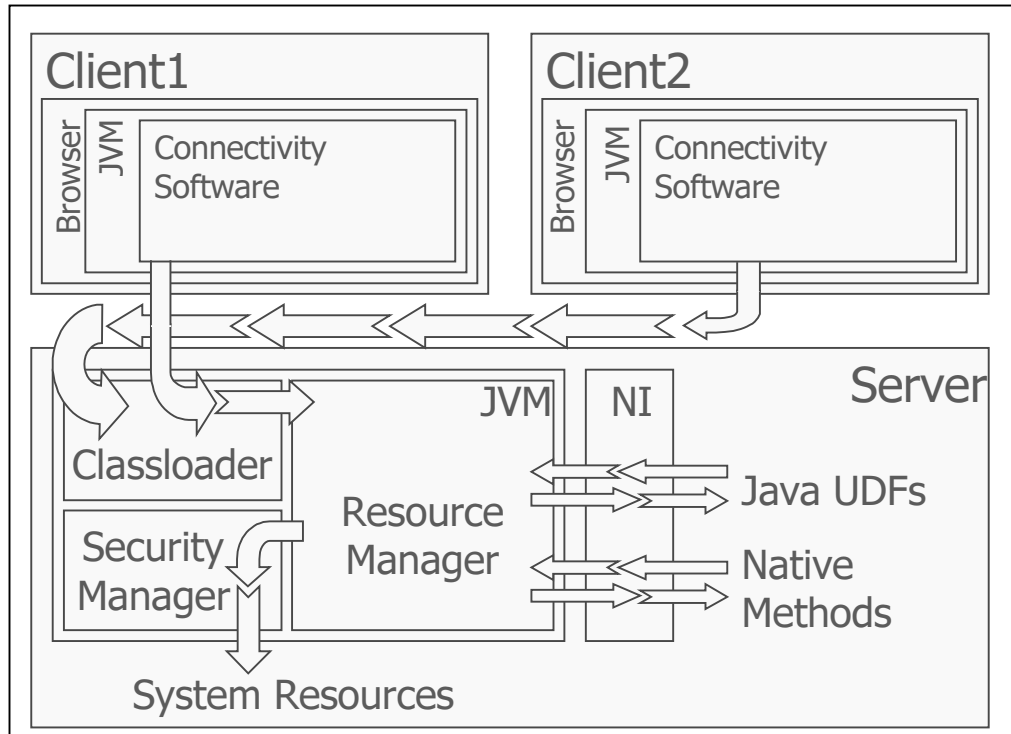 Client1
Browser
JVM
Connectivity
Software
Client2
Browser
JVM
Connectivity
Software
Server
JVM
NI
Classloader
Security
Manager
Resource
Manager
Java UDFs
Native
Methods
System Resources